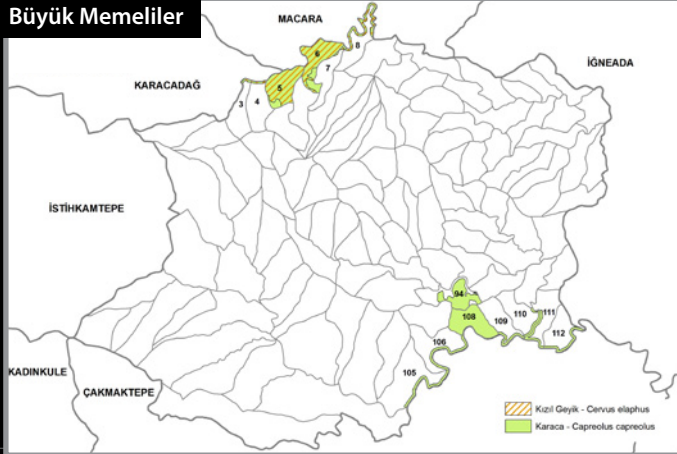 Büyük Memeliler
MACARA
İĞNEADA
KARACADAĞ
8
6
7
5
3
4
İSTİHKAMTEPE
94
108
109
110
111
112
106
105
KADINKULE
ÇAKMAKTEPE
Kızıl Geyik - Cervus elaphus
Karaca - Capreolus capreolus